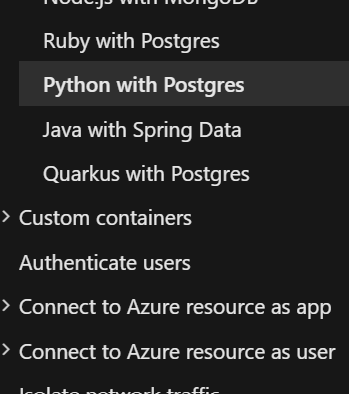 Node.js with MongoDB
Ruby with Postgres
Python with Postgres
Java with Spring Data
Quarkus with Postgres
Custom containers
Authenticate users
Connect to Azure resource as app
Connect to Azure resource as user
Isolate network traffic